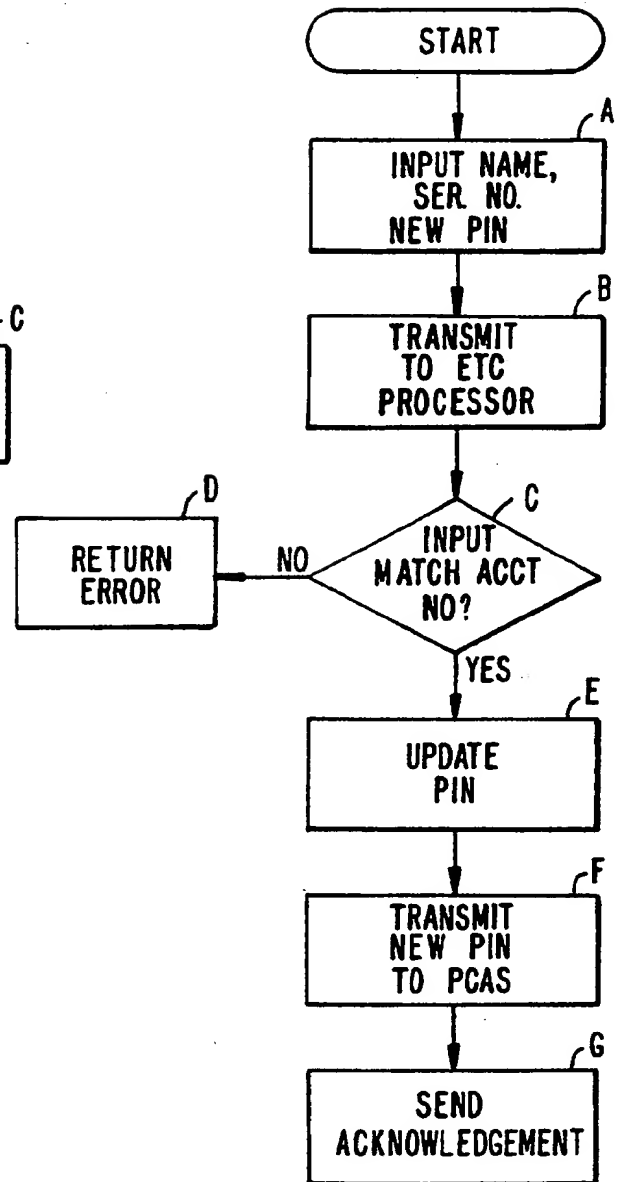 START
A
INPUT NAME,
SER. NO.
NEW PIN
B
TRANSMIT
TO ETC
PROCESSOR
C
C
INPUT
MATCH ACCT
NO?
NO
D
RETURN
ERROR
YES
E
UPDATE
PIN
F
TRANSMIT
NEW PIN
TO PCAS
G
SEND
ACKNOWLEDGEMENT